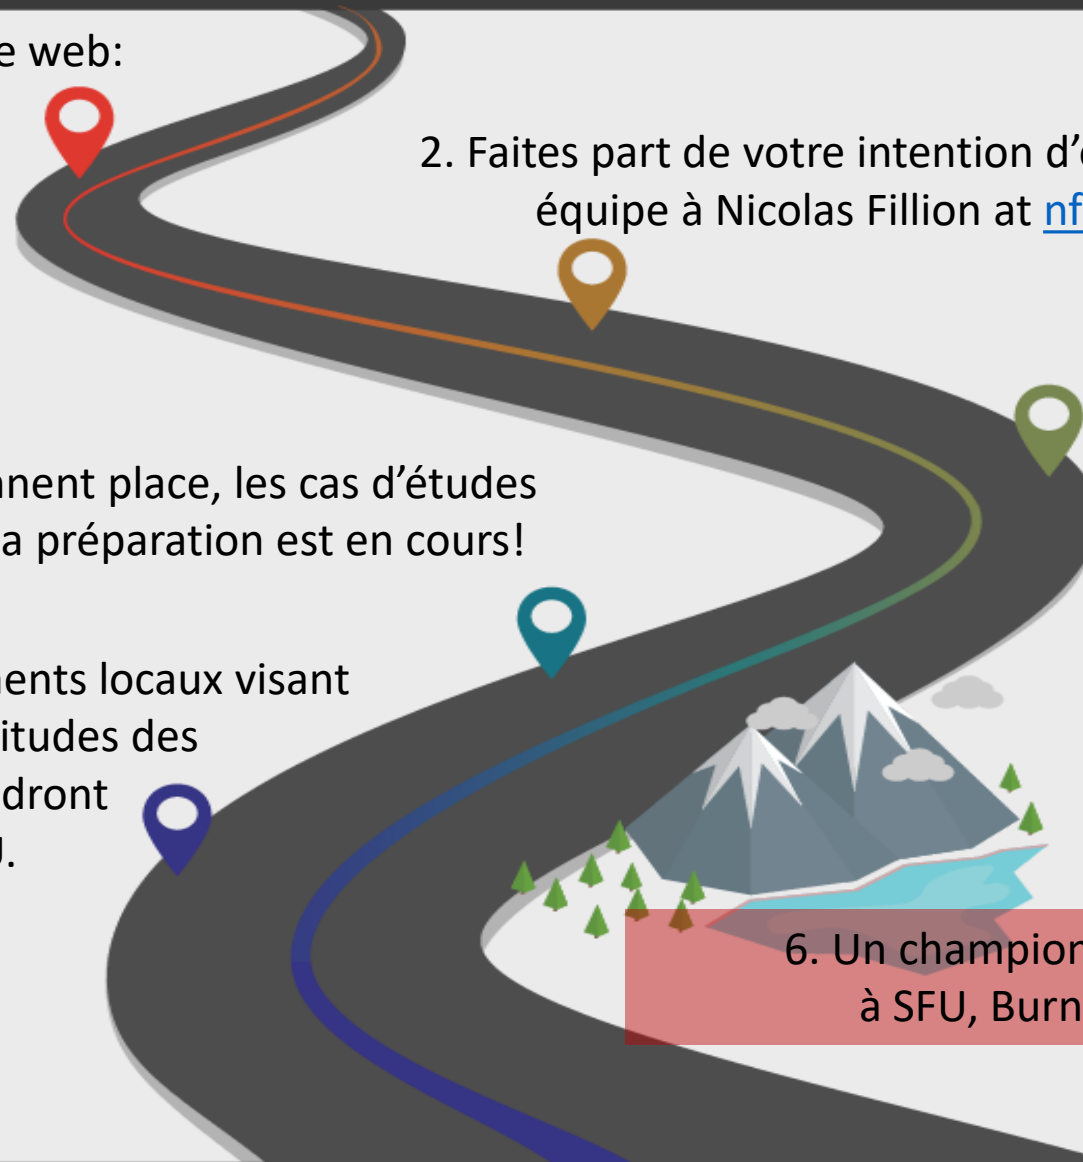 e web:
2. Faites part de votre intention d’
équipe à Nicolas Fillion at nf
nent place, les cas d’études
a préparation est en cours!
ents locaux visant
itudes des
dront
.
6. Un champion
à SFU, Burn